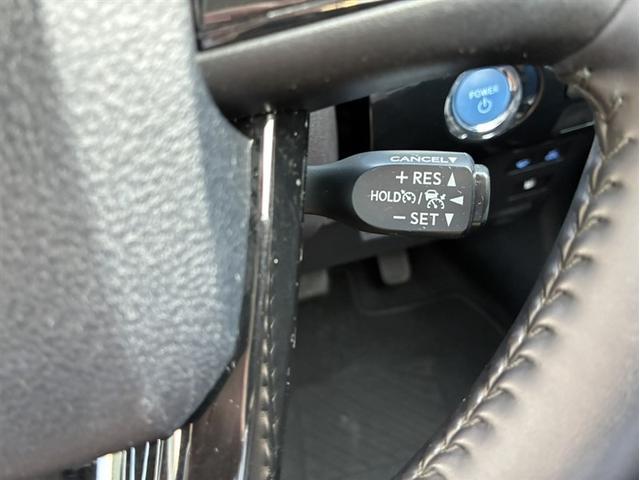 POWER
CANCEL▼
+ RES ▲
HOLD / ◀
− SET ▼